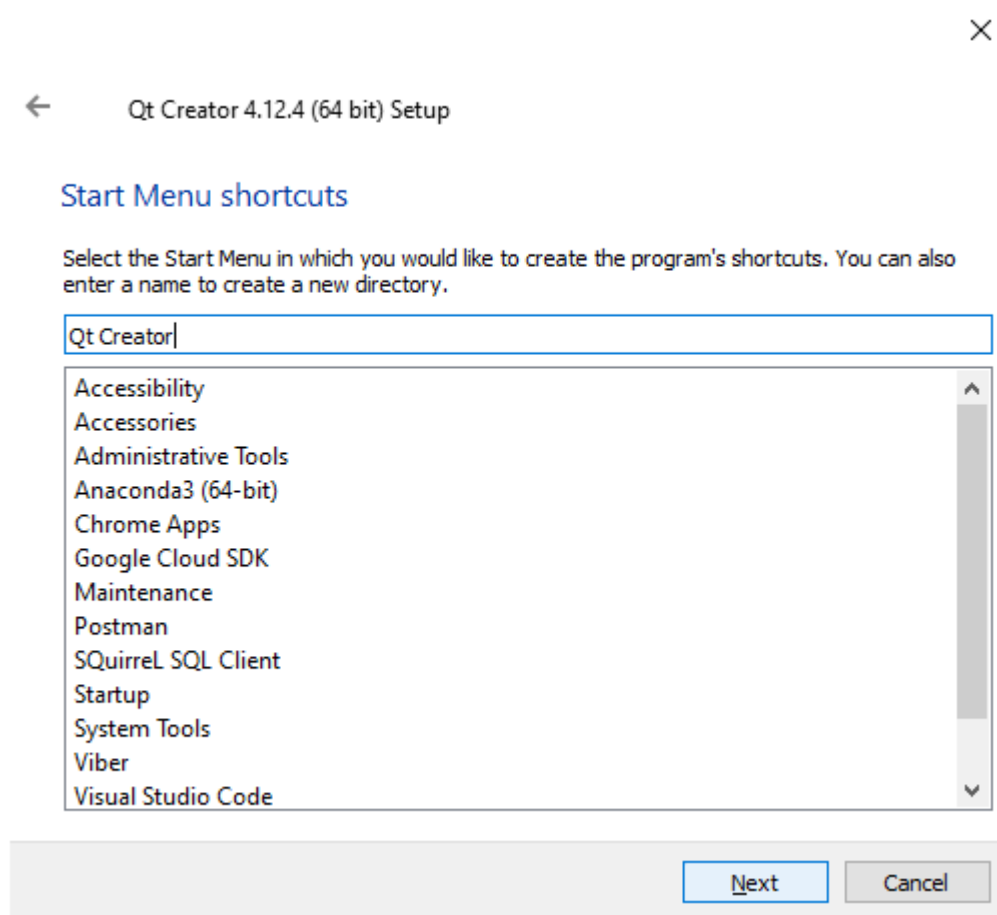 Qt Creator 4.12.4 (64 bit) Setup
Start Menu shortcuts
Select the Start Menu in which you would like to create the program's shortcuts. You can also
enter a name to create a new directory.
Qt Creator
Accessibility
Accessories
Administrative Tools
Anaconda3 (64-bit)
Chrome Apps
Google Cloud SDK
Maintenance
Postman
SQuirreL SQL Client
Startup
System Tools
Viber
Visual Studio Code
Next
Cancel